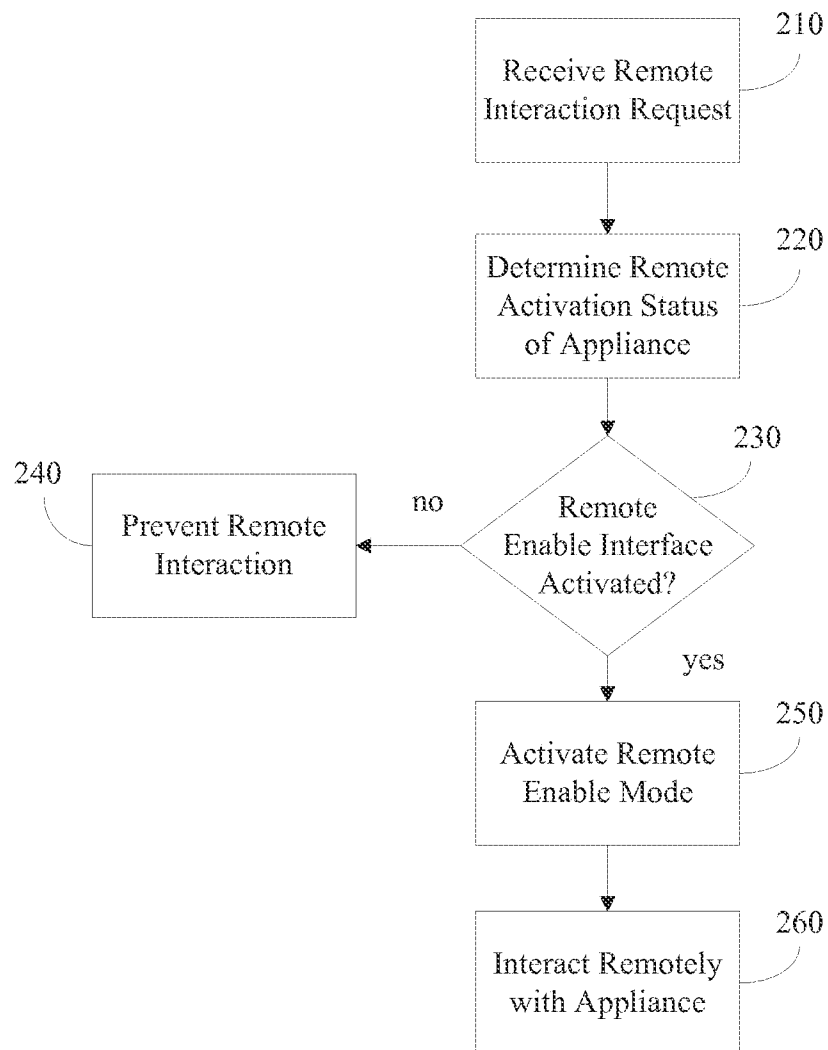 210
Receive Remote
Interaction Request
220
Determine Remote
Activation Status
of Appliance
230
Remote
Enable Interface
Activated?
no
240
Prevent Remote
Interaction
yes
250
Activate Remote
Enable Mode
260
Interact Remotely
with Appliance